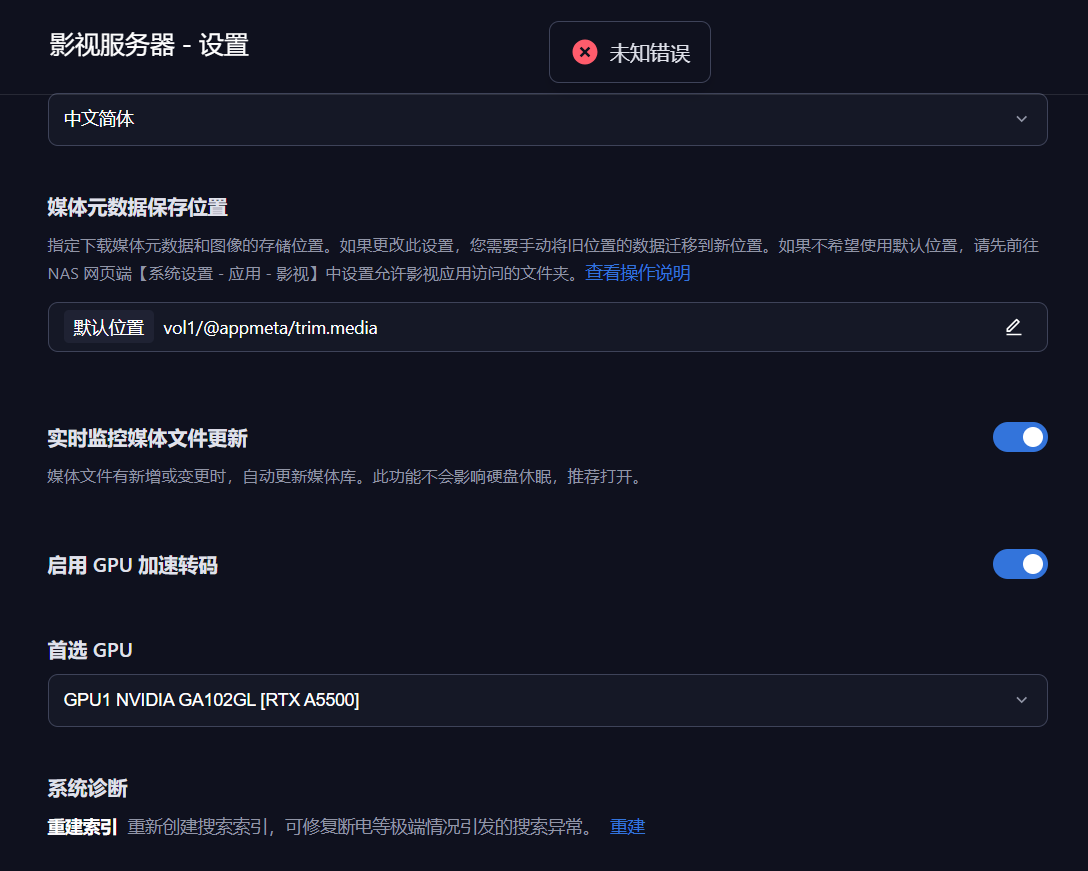 影视服务器 - 设置
未知错误
中文简体
媒体元数据保存位置
指定下载媒体元数据和图像的存储位置。如果更改此设置，您需要手动将旧位置的数据迁移到新位置。如果不希望使用默认位置，请先前往
NAS 网页端【系统设置 - 应用 - 影视】中设置允许影视应用访问的文件夹。查看操作说明
默认位置 vol1/@appmeta/trim.media
实时监控媒体文件更新
媒体文件有新增或变更时，自动更新媒体库。此功能不会影响硬盘休眠，推荐打开。
启用 GPU 加速转码
首选 GPU
GPU1 NVIDIA GA102GL [RTX A5500]
系统诊断
重建索引 重新创建搜索索引，可修复断电等极端情况引发的搜索异常。 重建